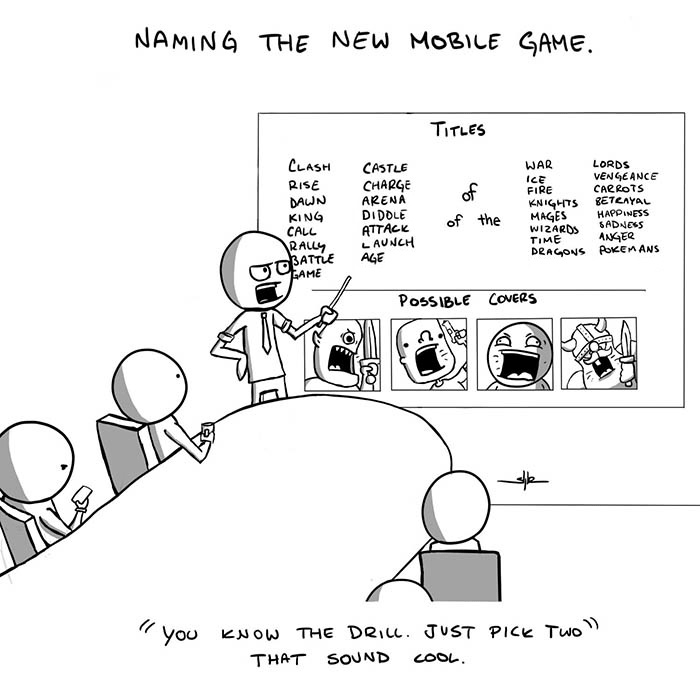 NAMING THE NEW MOBILE GAME.
TITLES
CLASH
RISE
DAWN
KING
CALL
RALLY
BATTLE
GAME
CASTLE
CHARGE
ARENA
DIDDLE
ATTACK
LAUNCH
AGE
of
of the
WAR
ICE
FIRE
KNIGHTS
MAGES
WIZARDS
TIME
DRAGONS
LORDS
VENGEANCE
CARROTS
BETRAYAL
HAPPINESS
SADNESS
ANGER
POKEMANS
POSSIBLE COVERS
"YOU KNOW THE DRILL. JUST PICK TWO"
THAT SOUND COOL.